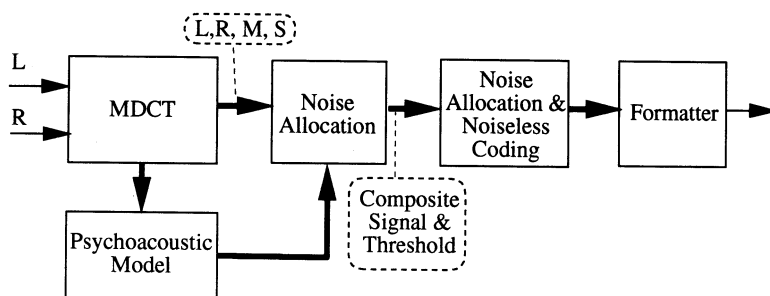 L,R, M, S
L
R
MDCT
Noise
Allocation
Noise
Allocation &
Noiseless
Coding
Formatter
Composite
Signal &
Threshold
Psychoacoustic
Model